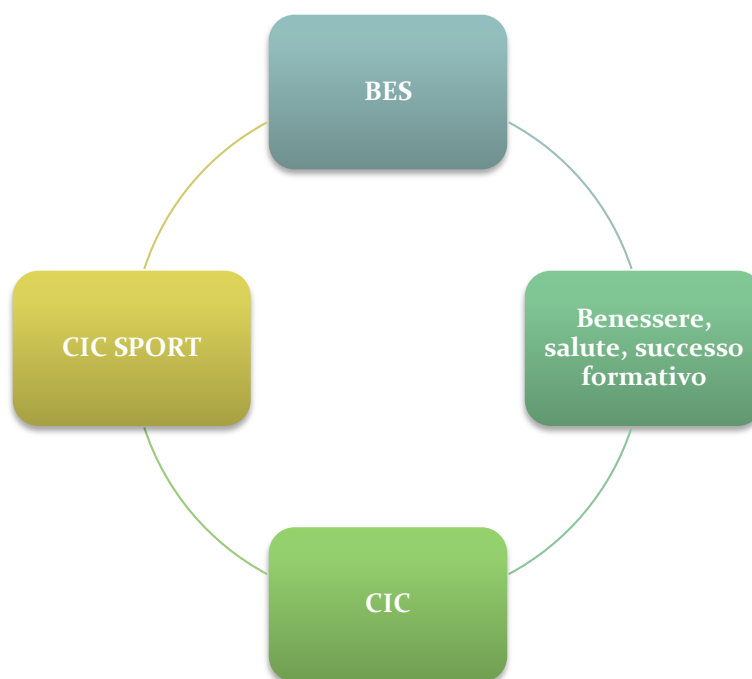 BES
CIC SPORT
Benessere,
salute, successo
formativo
CIC